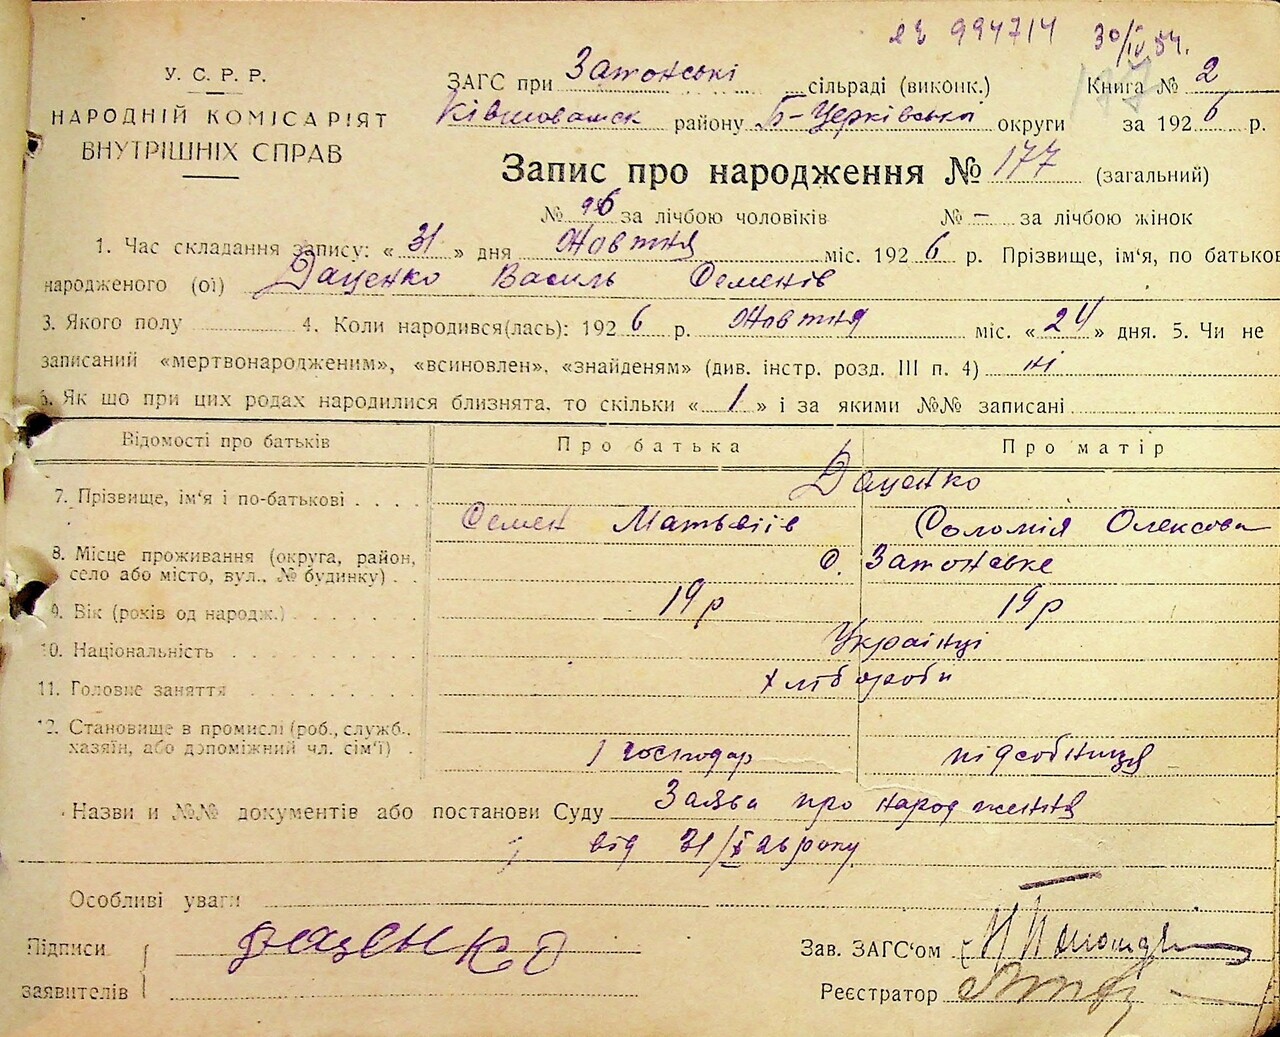 994714 30/IV 54.
У. С. Р. Р.
НАРОДНІЙ КОМІСАРІЯТ
ВНУТРІШНІХ СПРАВ
ЗАГС при Затонські сільраді (виконк.) Книга № 2
районy Б-Церківська округи за 1926 р.
177
Запис про народження № 177 (загальний)
№ 96 за лічбою чоловіків № – за лічбою жінок
1. Час складання запису: « 31 » дня Жовтня міс. 1926 р. Прізвище, ім'я, по батькові
народженого (ої) Даценко Василь Семенів
3. Якого полу 4. Коли народився(лась): 1926 р. Жовтня міс. « 24 » дня. 5. Чи не
записаний «мертвонародженим», «всиновлен», «знайденям» (див. інстр. розд. III п. 4) ні
6. Як що при цих родах народилися близнята, то скільки « 1 » і за якими №№ записані
Відомості про батьків Про батька Про матір
7. Прізвище, ім'я і по-батькові Даценко
Семен Матьвіїв Соломія Олексова
8. Місце проживання (округа, район,
село або місто, вул., № будинку) с. Затонське
9. Вік (років од народж.) 19 р 19 р
10. Національність Українці
11. Головне заняття Хлібороби
12. Становище в промислі (роб., служб.,
хазяїн, або допоміжний чл. сім'ї) господар підсобниця
Назви и №№ документів або постанови Суду Заява про народження
від 31/X 26 року
Особливі уваги
Підписи Даценко
заявителів
Зав. ЗАГС'ом
Реєстратор